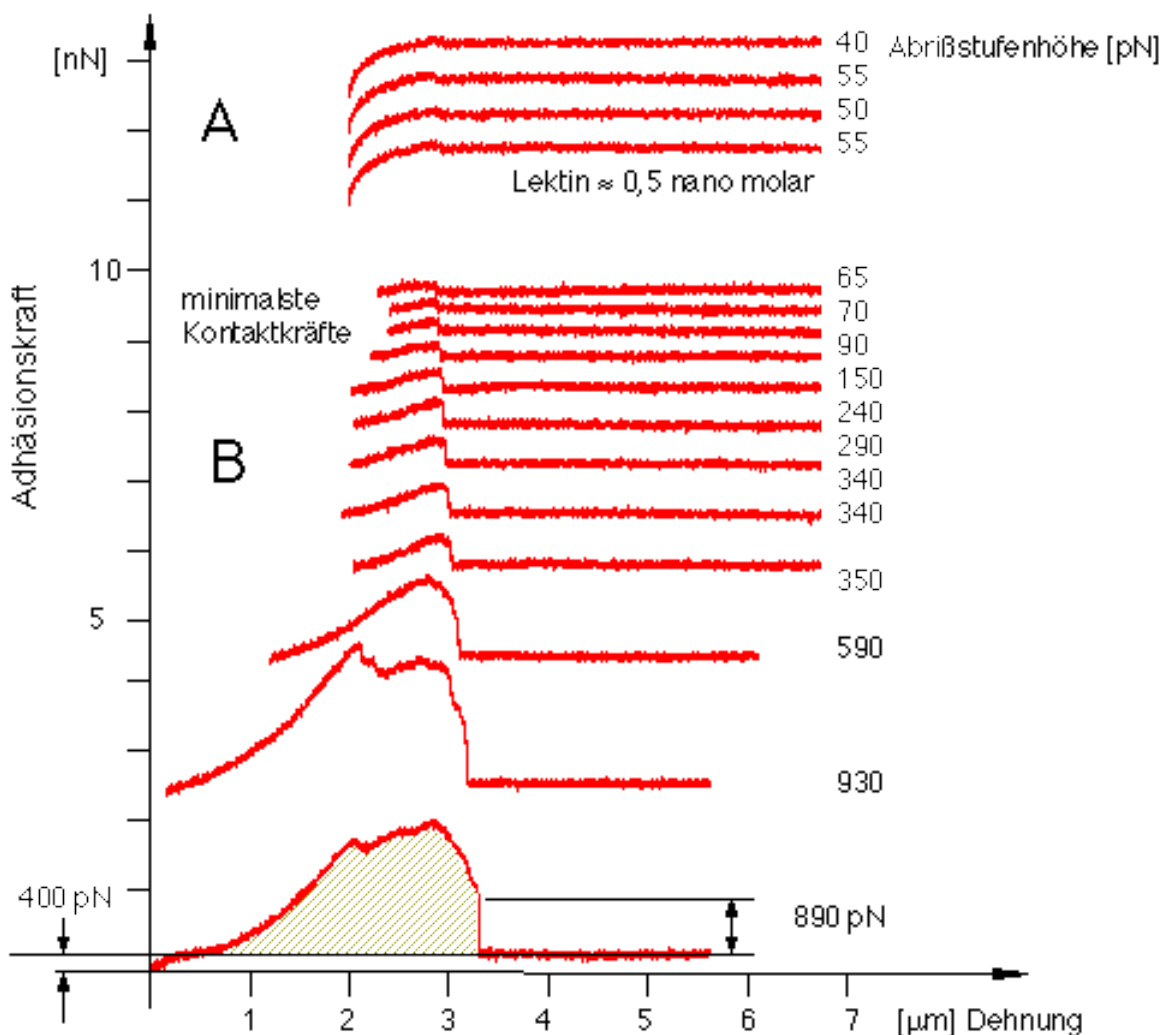 [nN]
40 Abrißstufenhöhe [pN]
55
50
55
A
Lektin ≈ 0,5 nano molar
10
65
minimalste
Kontaktkräfte
70
90
150
240
B
290
340
340
350
Adhäsionskraft
5
590
930
400 pN
890 pN
1 2 3 4 5 6 7 [µm] Dehnung